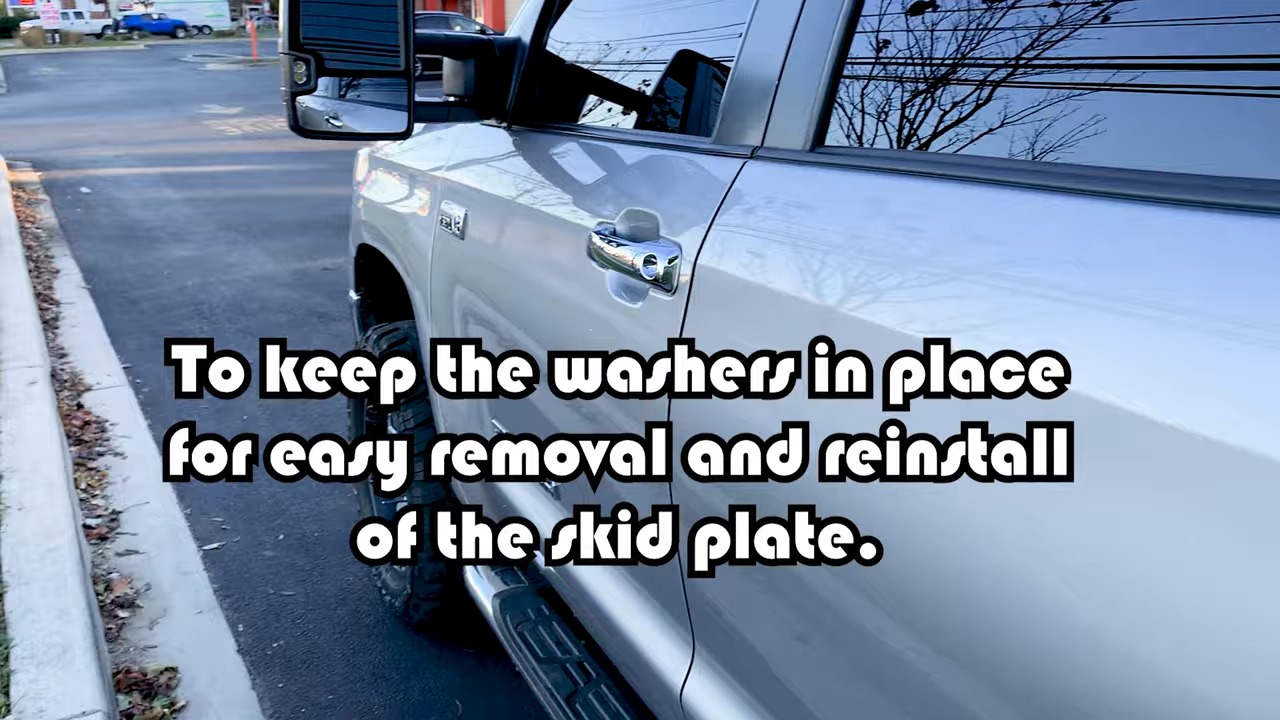 To keep the washers in place
for easy removal and reinstall
of the skid plate.